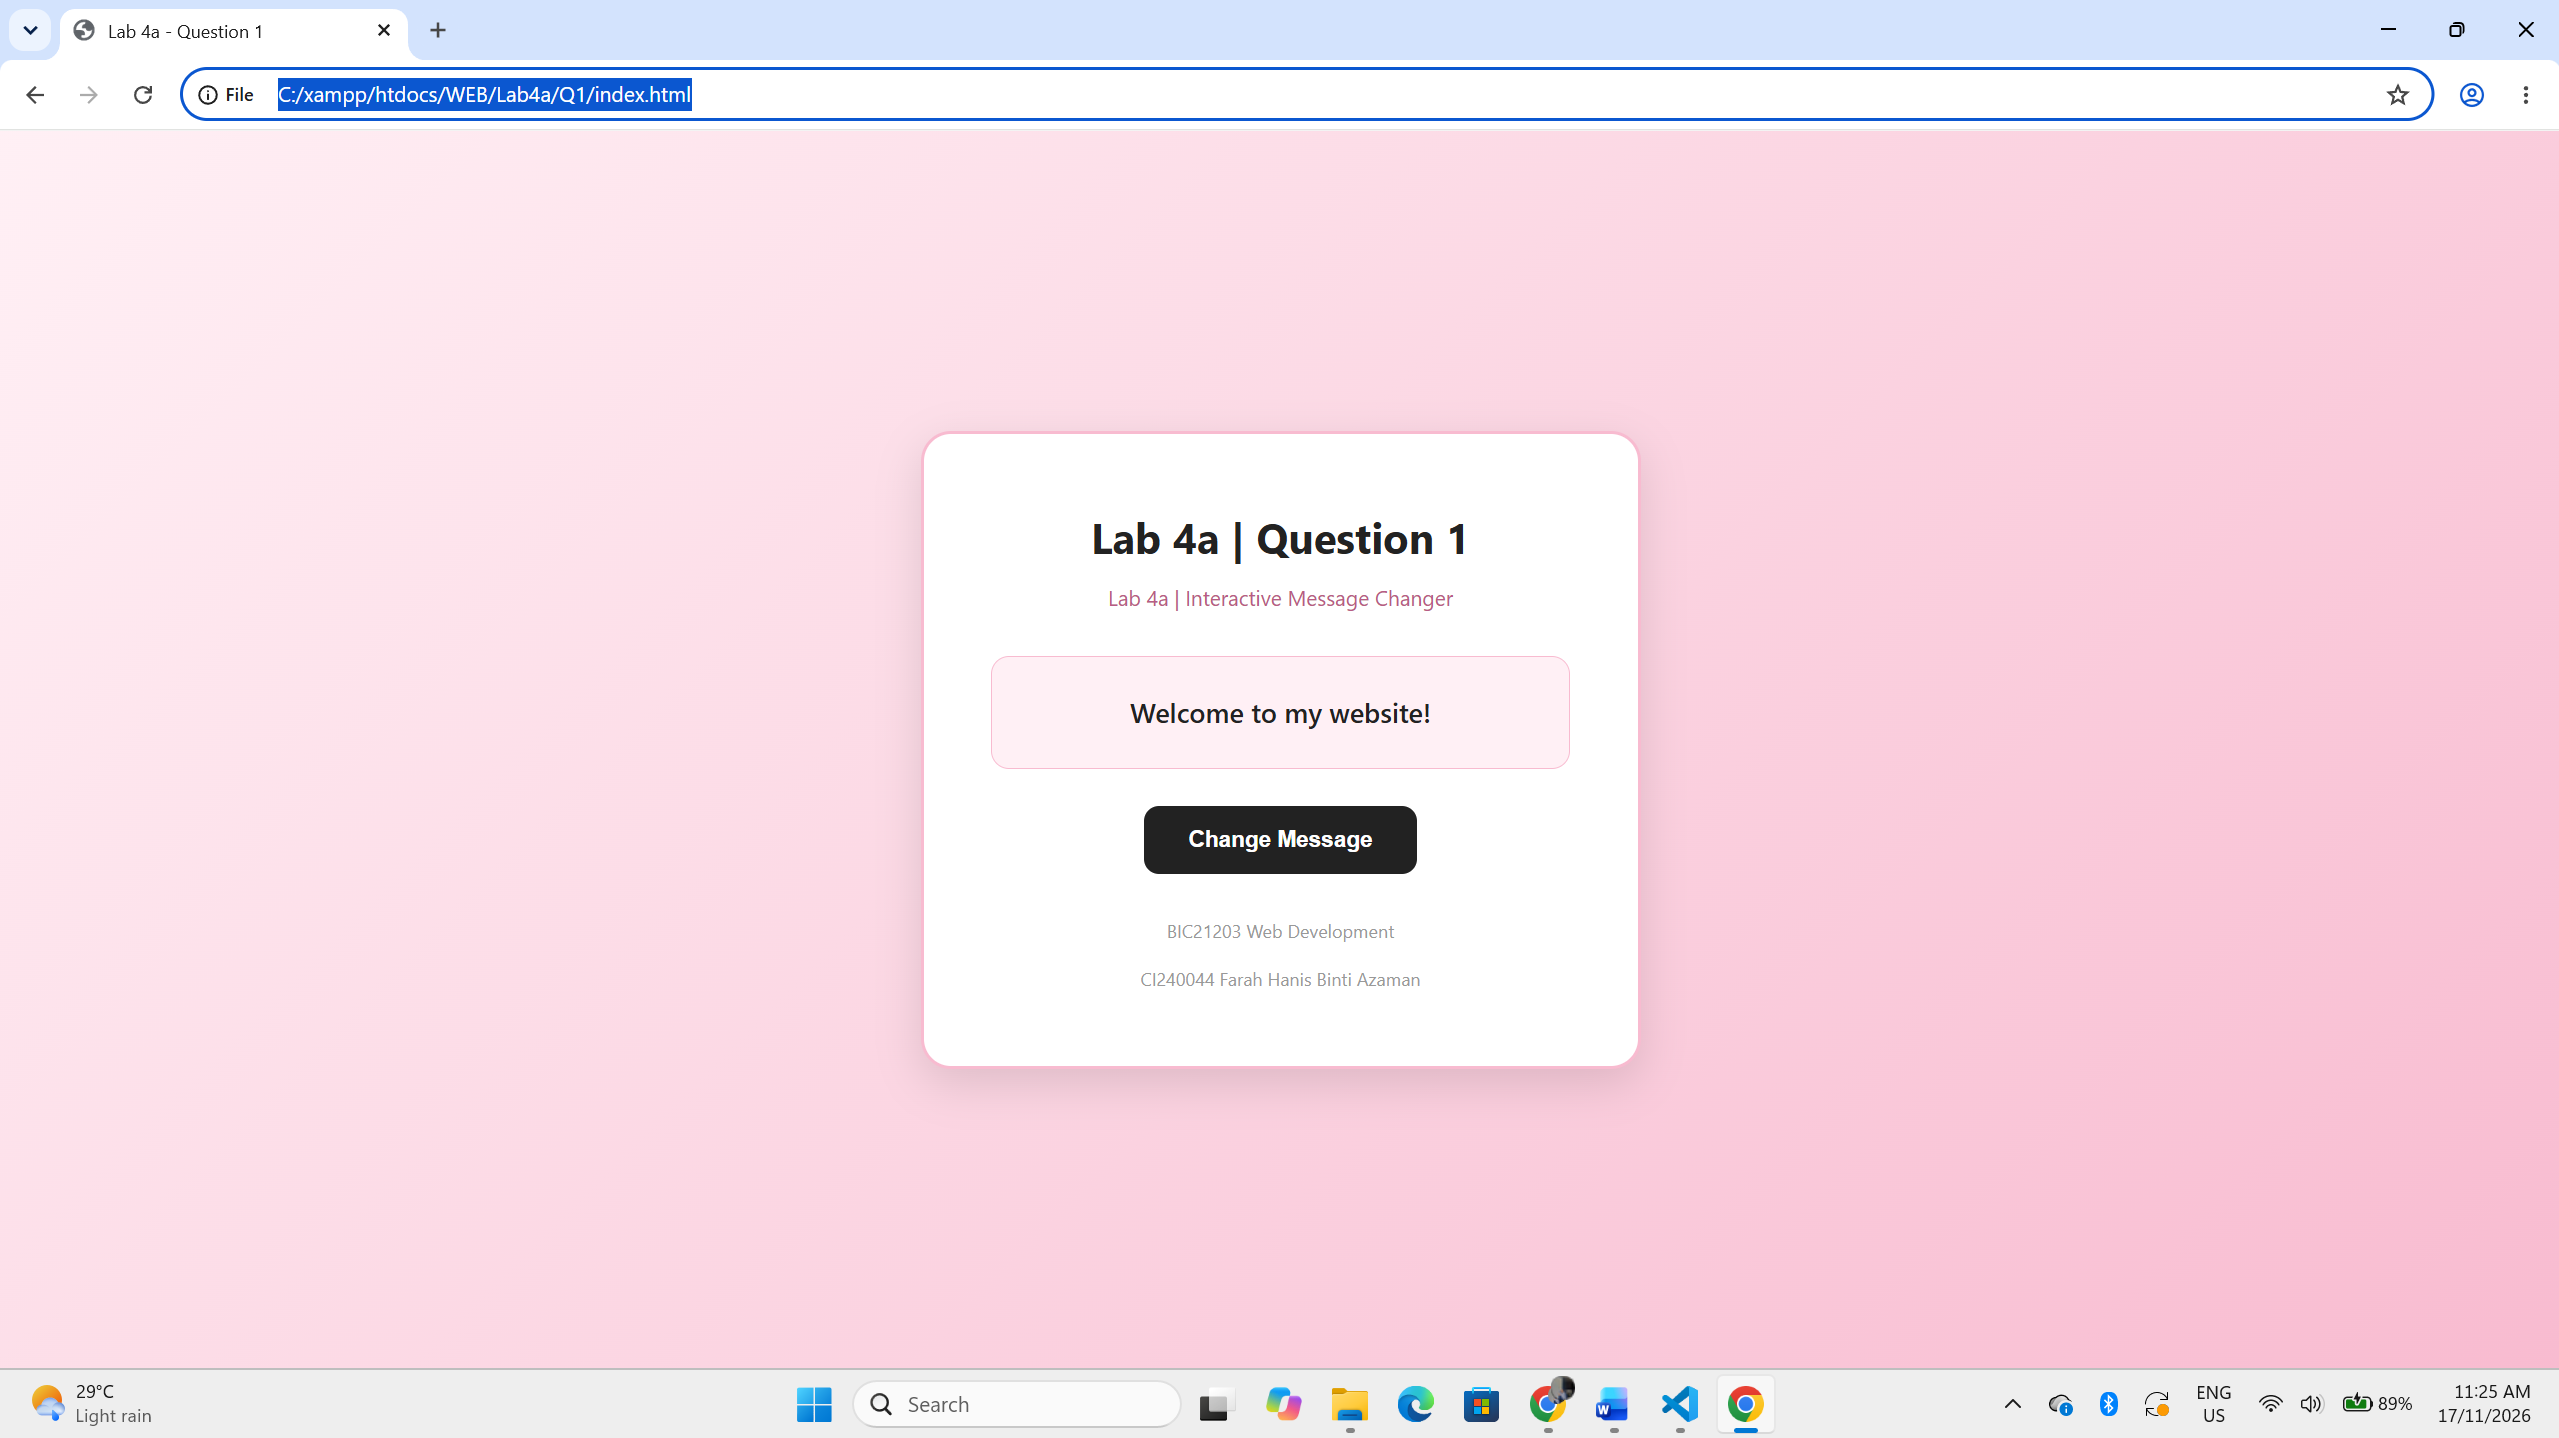 Lab 4a - Question 1
File C:/xampp/htdocs/WEB/Lab4a/Q1/index.html
Lab 4a | Question 1
Lab 4a | Interactive Message Changer
Welcome to my website!
Change Message
BIC21203 Web Development
CI240044 Farah Hanis Binti Azaman
29°C
Light rain
Search
W
ENG
US
89%
11:25 AM
17/11/2026